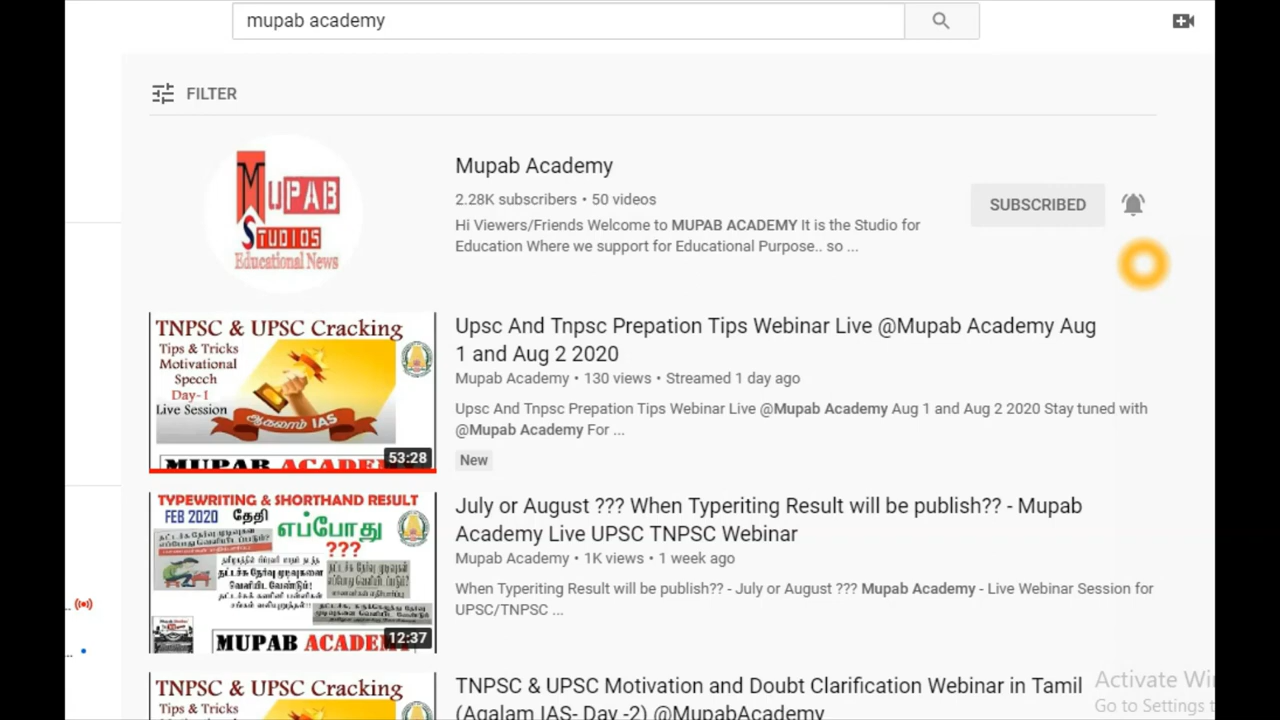 mupab academy
FILTER
MUPAB
STUDIOS
Educational News
Mupab Academy
2.28K subscribers • 50 videos
SUBSCRIBED
Hi Viewers/Friends Welcome to MUPAB ACADEMY It is the Studio for
Education Where we support for Educational Purpose.. so ...
TNPSC & UPSC Cracking
Tips & Tricks
Motivational
Speech
Day-1
Live Session
ஆகலாம் IAS
MUPAB ACADEM
53:28
Upsc And Tnpsc Prepation Tips Webinar Live @Mupab Academy Aug
1 and Aug 2 2020
Mupab Academy • 130 views • Streamed 1 day ago
Upsc And Tnpsc Prepation Tips Webinar Live @Mupab Academy Aug 1 and Aug 2 2020 Stay tuned with
@Mupab Academy For ...
New
TYPEWRITING & SHORTHAND RESULT
FEB 2020 தேதி எப்போது
???
வெளியிட வேண்டும்!
MUPAB ACADEM
12:37
July or August ??? When Typeriting Result will be publish?? - Mupab
Academy Live UPSC TNPSC Webinar
Mupab Academy • 1K views • 1 week ago
When Typeriting Result will be publish?? - July or August ??? Mupab Academy - Live Webinar Session for
UPSC/TNPSC ...
TNPSC & UPSC Cracking
Tips & Tricks
TNPSC & UPSC Motivation and Doubt Clarification Webinar in Tamil
(Agalam IAS- Day -2) @MupabAcademy
Activate Wi
Go to Settings t